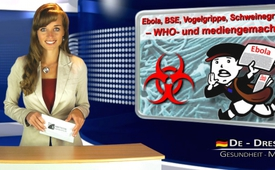 Ebola, BSE, Vogelgrippe, Schweinegr
– WHO- und mediengemach
Ebola
DE - DRES
GESUNDHEIT - M